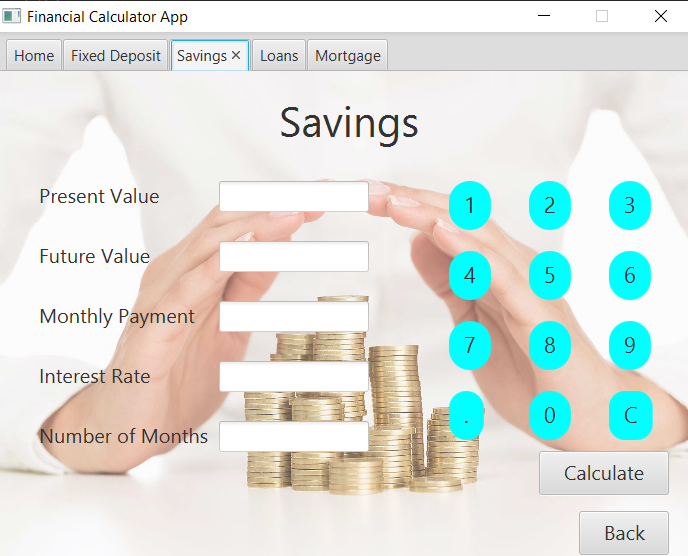 Financial Calculator App
Home Fixed Deposit Savings Loans Mortgage
Savings
Present Value 1 2 3
Future Value 4 5 6
Monthly Payment 7 8 9
Interest Rate . 0 C
Number of Months
Calculate
Back